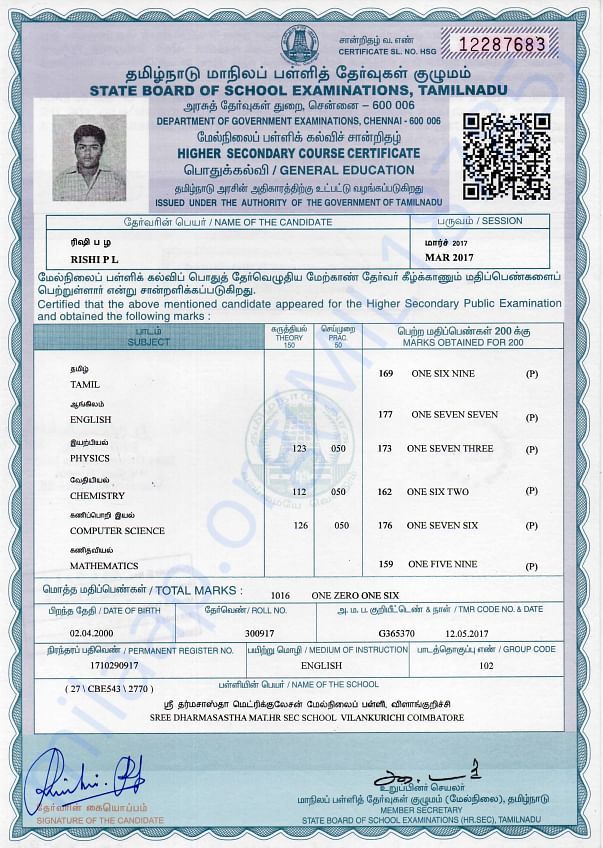 சான்றிதழ் வ. எண்
CERTIFICATE SL. NO. HSG 12287683
தமிழ்நாடு மாநிலப் பள்ளித் தேர்வுகள் குழுமம்
STATE BOARD OF SCHOOL EXAMINATIONS, TAMILNADU
அரசுத் தேர்வுகள் துறை, சென்னை – 600 006
DEPARTMENT OF GOVERNMENT EXAMINATIONS, CHENNAI - 600 006
மேல்நிலைப் பள்ளிக் கல்விச் சான்றிதழ்
HIGHER SECONDARY COURSE CERTIFICATE
பொதுக்கல்வி / GENERAL EDUCATION
தமிழ்நாடு அரசின் அதிகாரத்திற்கு உட்பட்டு வழங்கப்படுகிறது
ISSUED UNDER THE AUTHORITY OF THE GOVERNMENT OF TAMILNADU
தேர்வரின் பெயர் / NAME OF THE CANDIDATE பருவம் / SESSION
ரிஷி ப ழ மார்ச் 2017
RISHI P L MAR 2017
மேல்நிலைப் பள்ளிக் கல்விப் பொதுத் தேர்வெழுதிய மேற்காண் தேர்வர் கீழ்க்காணும் மதிப்பெண்களைப்
பெற்றுள்ளார் என்று சான்றளிக்கப்படுகிறது.
Certified that the above mentioned candidate appeared for the Higher Secondary Public Examination
and obtained the following marks :
பாடம் கருத்தியல் செய்முறை பெற்ற மதிப்பெண்கள் 200 க்கு
SUBJECT THEORY 150 PRAC. 50 MARKS OBTAINED FOR 200
தமிழ்
TAMIL 169 ONE SIX NINE (P)
ஆங்கிலம்
ENGLISH 177 ONE SEVEN SEVEN (P)
இயற்பியல்
PHYSICS 123 050 173 ONE SEVEN THREE (P)
வேதியியல்
CHEMISTRY 112 050 162 ONE SIX TWO (P)
கணிப்பொறி இயல்
COMPUTER SCIENCE 126 050 176 ONE SEVEN SIX (P)
கணிதவியல்
MATHEMATICS 159 ONE FIVE NINE (P)
மொத்த மதிப்பெண்கள் / TOTAL MARKS : 1016 ONE ZERO ONE SIX
பிறந்த தேதி / DATE OF BIRTH தேர்வெண் / ROLL NO. அ. ம. ப. குறியீட்டெண் & நாள் / TMR CODE NO. & DATE
02.04.2000 300917 G365370 12.05.2017
நிரந்தரப் பதிவெண் / PERMANENT REGISTER NO. பயிற்று மொழி / MEDIUM OF INSTRUCTION பாடத்தொகுப்பு எண் / GROUP CODE
1710290917 ENGLISH 102
( 27 \ CBE543 \ 2770 ) பள்ளியின் பெயர் / NAME OF THE SCHOOL
ஸ்ரீ தர்மசாஸ்தா மெட்ரிக்குலேசன் மேல்நிலைப் பள்ளி, விளாங்குறிச்சி
SREE DHARMASASTHA MAT.HR SEC SCHOOL VILANKURICHI COIMBATORE
தேர்வரின் கையொப்பம்
SIGNATURE OF THE CANDIDATE
உறுப்பினர் செயலர்
மாநிலப் பள்ளித் தேர்வுகள் குழுமம் (மேல்நிலை), தமிழ்நாடு
MEMBER SECRETARY
STATE BOARD OF SCHOOL EXAMINATIONS (HR.SEC), TAMILNADU